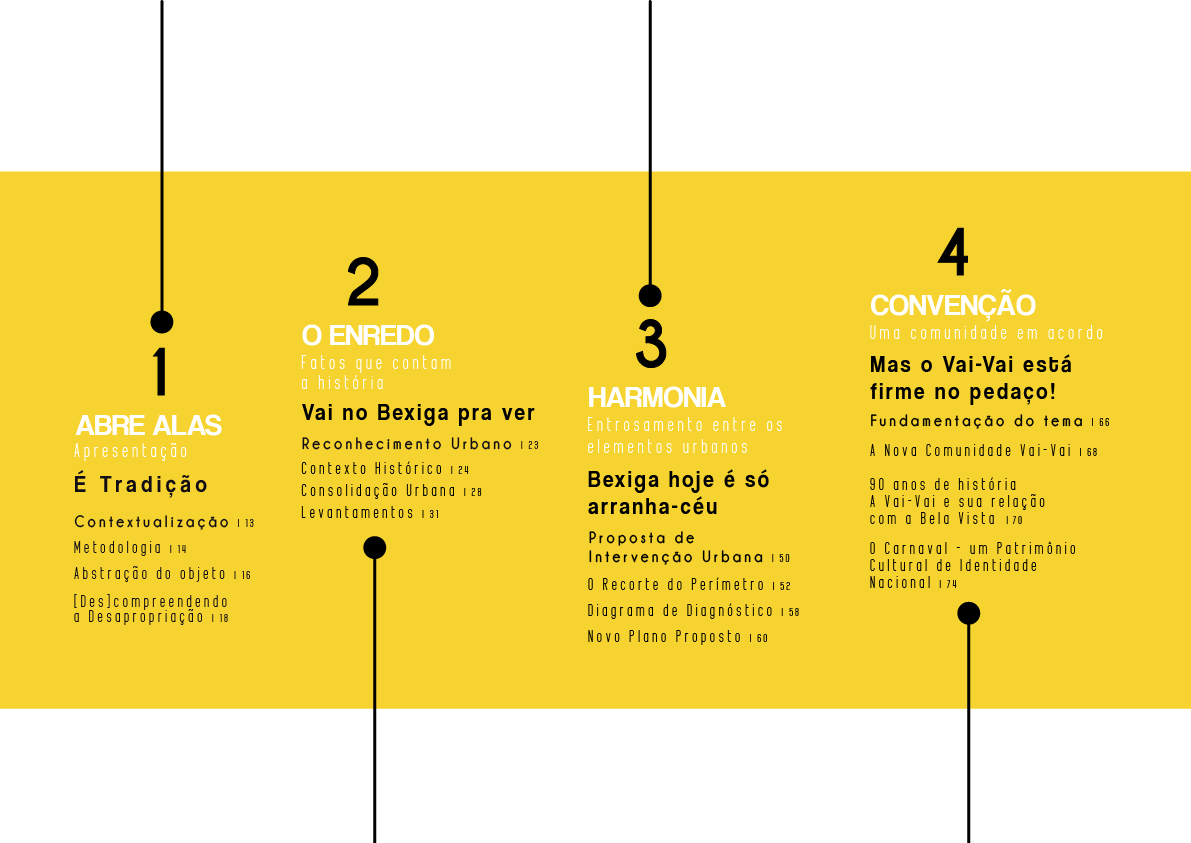 1
ABRE ALAS
Apresentação
É Tradição
Contextualização | 13
Metodologia | 14
Abstração do objeto | 16
[Des]compreendendo
a Desapropriação | 18
2
O ENREDO
Fatos que contam
a história
Vai no Bexiga pra ver
Reconhecimento Urbano | 23
Contexto Histórico | 24
Consolidação Urbana | 28
Levantamentos | 31
3
HARMONIA
Entrosamento entre os
elementos urbanos
Bexiga hoje é só
arranha-céu
Proposta de
Intervenção Urbana | 50
O Recorte do Perímetro | 52
Diagrama de Diagnóstico | 58
Novo Plano Proposto | 60
4
CONVENÇÃO
Uma comunidade em acordo
Mas o Vai-Vai está
firme no pedaço!
Fundamentação do tema | 66
A Nova Comunidade Vai-Vai | 68
90 anos de história
A Vai-Vai e sua relação
com a Bela Vista | 70
O Carnaval - um Patrimônio
Cultural de Identidade
Nacional | 74